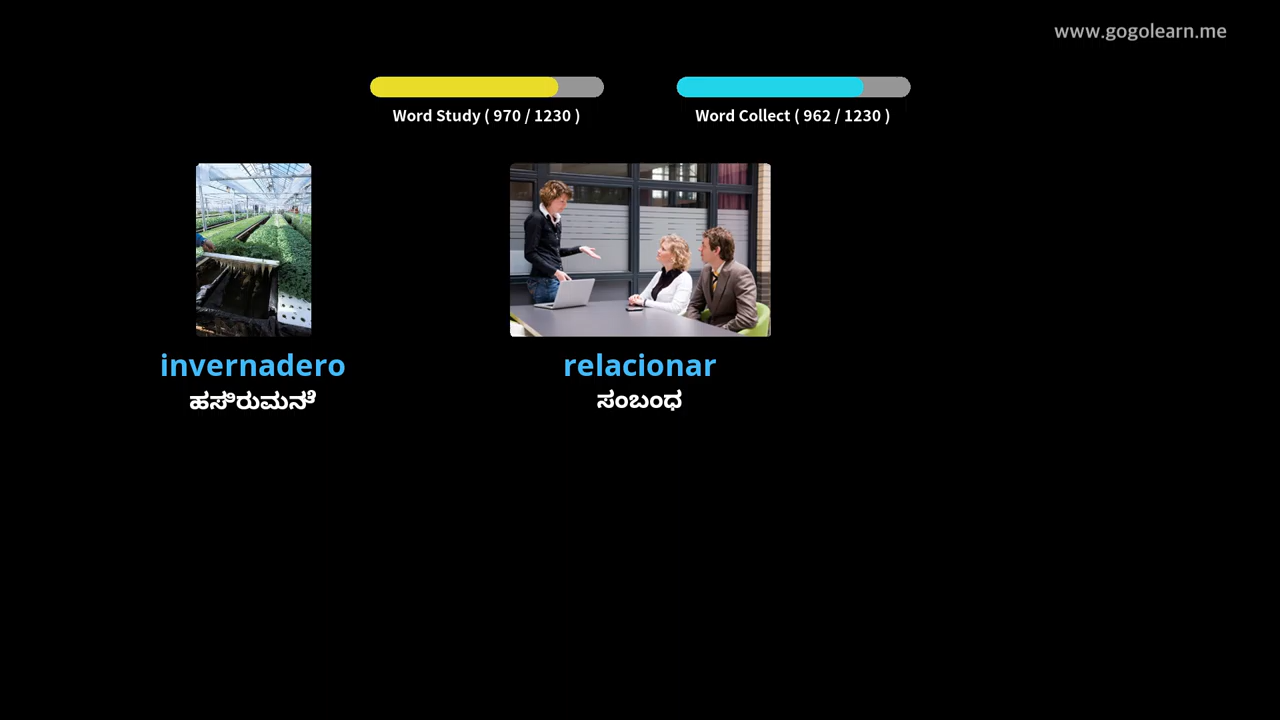 www.gogolearn.me
Word Study ( 970 / 1230 )
Word Collect ( 962 / 1230 )
invernadero
ಹಸಿರುಮನೆ
relacionar
ಸಂಬಂಧ